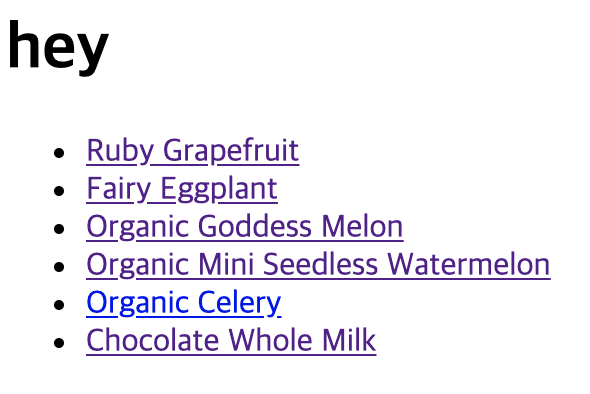 hey
Ruby Grapefruit
Fairy Eggplant
Organic Goddess Melon
Organic Mini Seedless Watermelon
Organic Celery
Chocolate Whole Milk